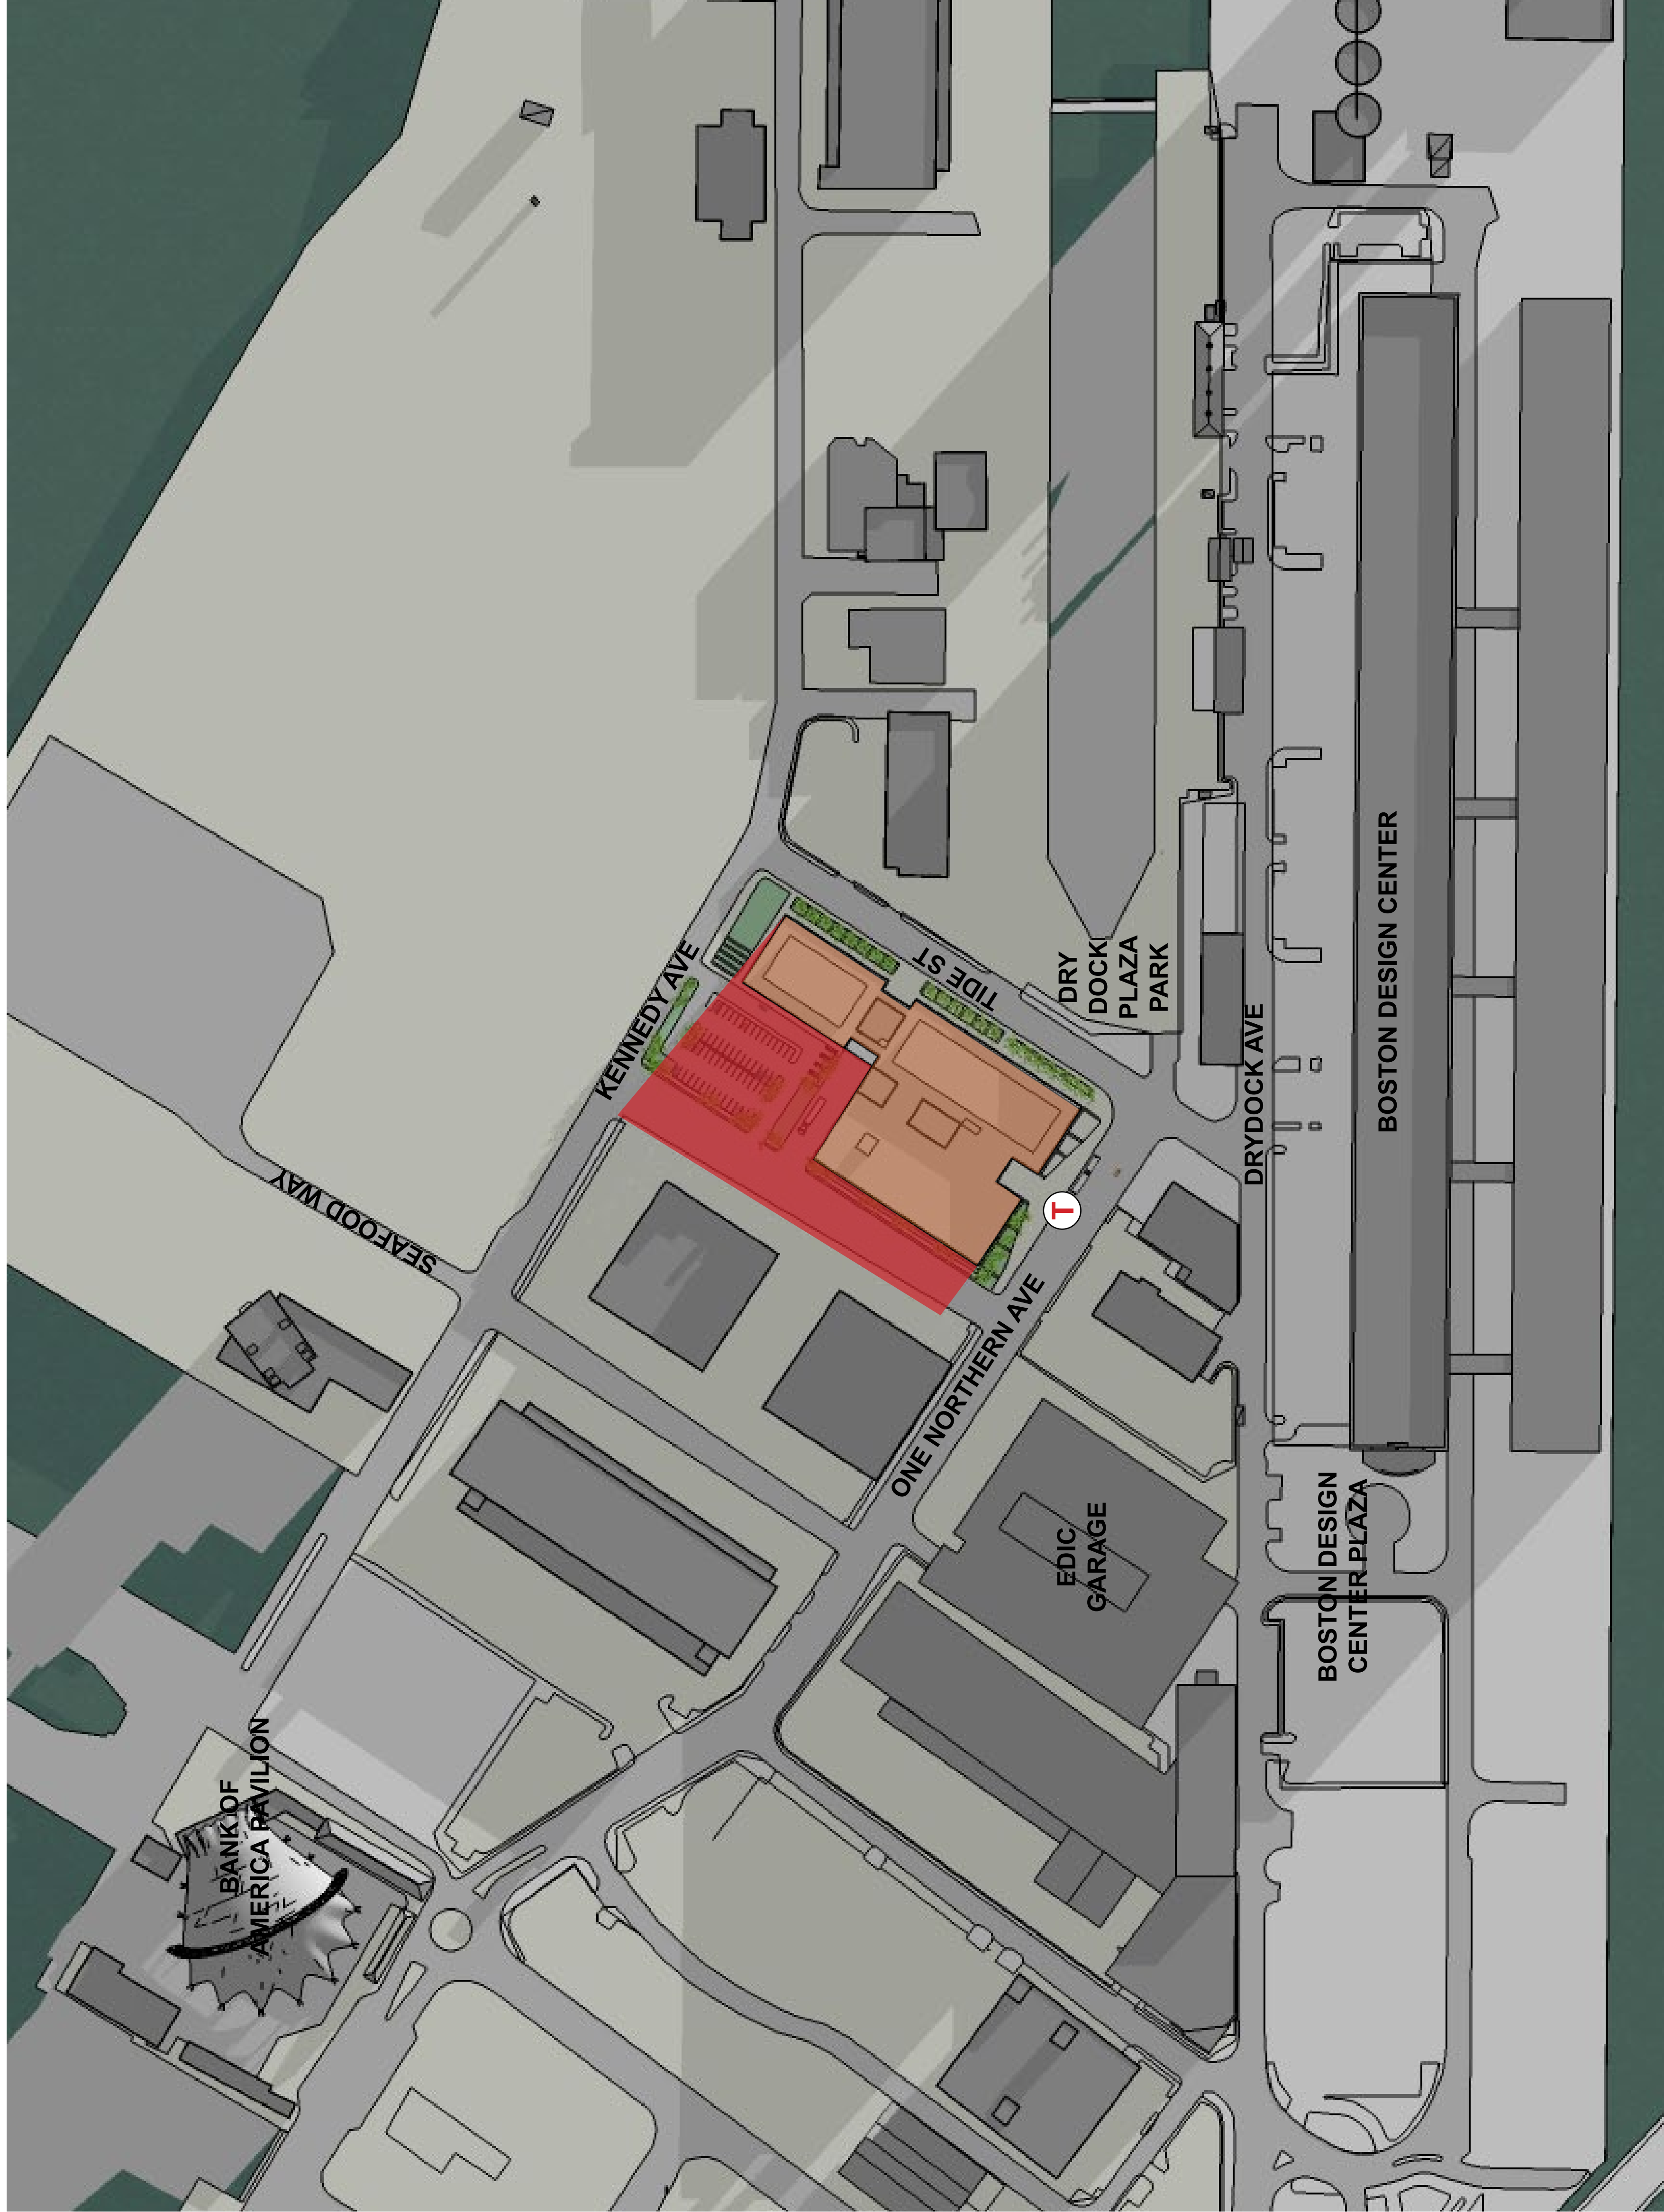 KENNEDY AVE
TIDE ST
DRY
DOCK
PLAZA
PARK
SEAFOOD WAY
T
DRYDOCK AVE
BOSTON DESIGN CENTER
ONE NORTHERN AVE
EDIC
GARAGE
BOSTON DESIGN
CENTER PLAZA
BANK OF
AMERICA PAVILION